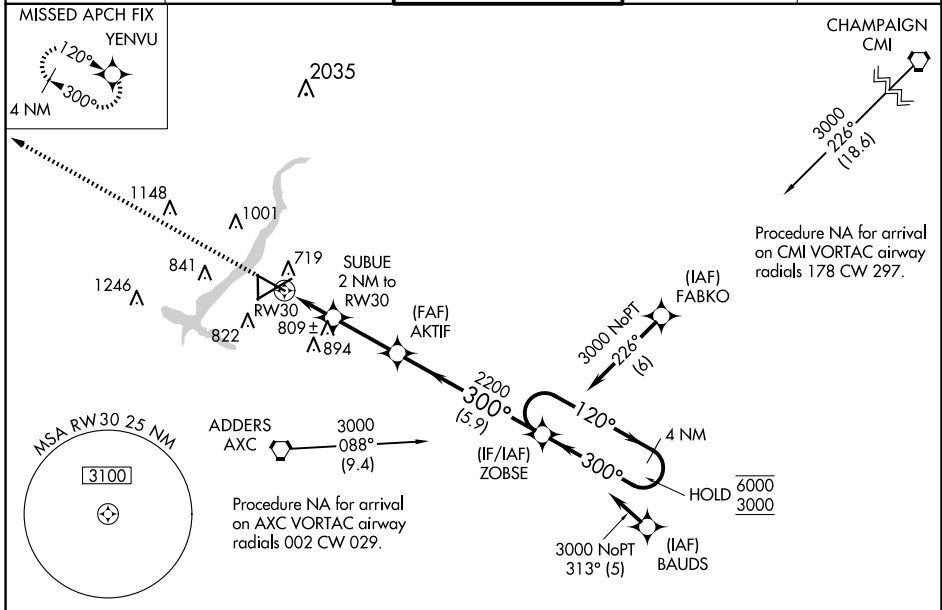 MISSED APCH FIX
YENVU
120°
300°
4 NM
2035
CHAMPAIGN
CMI
3000
226°
(18.6)
Procedure NA for arrival
on CMI VORTAC airway
radials 178 CW 297.
1148
1001
841
719
1246
RW30
822
809 ±
894
SUBUE
2 NM to
RW30
(FAF)
AKTIF
(IAF)
FABKO
3000 NoPT
226°
(6)
2200
300°
(5.9)
120°
4 NM
300°
(IF/IAF)
ZOBSE
HOLD
6000
3000
3000 NoPT
313° (5)
(IAF)
BAUDS
ADDERS
AXC
3000
088°
(9.4)
Procedure NA for arrival
on AXC VORTAC airway
radials 002 CW 029.
MSA RW30 25 NM
3100